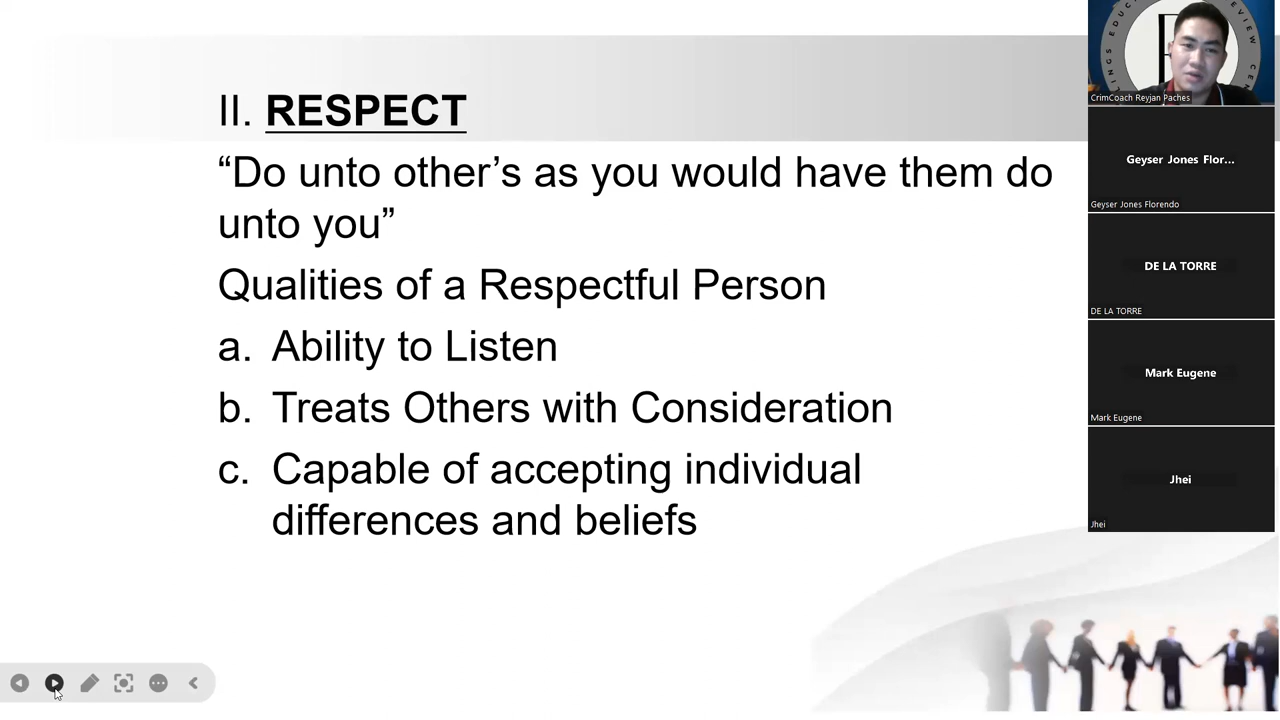 II. RESPECT
“Do unto other’s as you would have them do
unto you”
Qualities of a Respectful Person
a. Ability to Listen
b. Treats Others with Consideration
c. Capable of accepting individual
differences and beliefs
CrimCoach Reyjan Paches
Geyser Jones Flor...
Geyser Jones Florendo
DE LA TORRE
DE LA TORRE
Mark Eugene
Mark Eugene
Jhei
Jhei